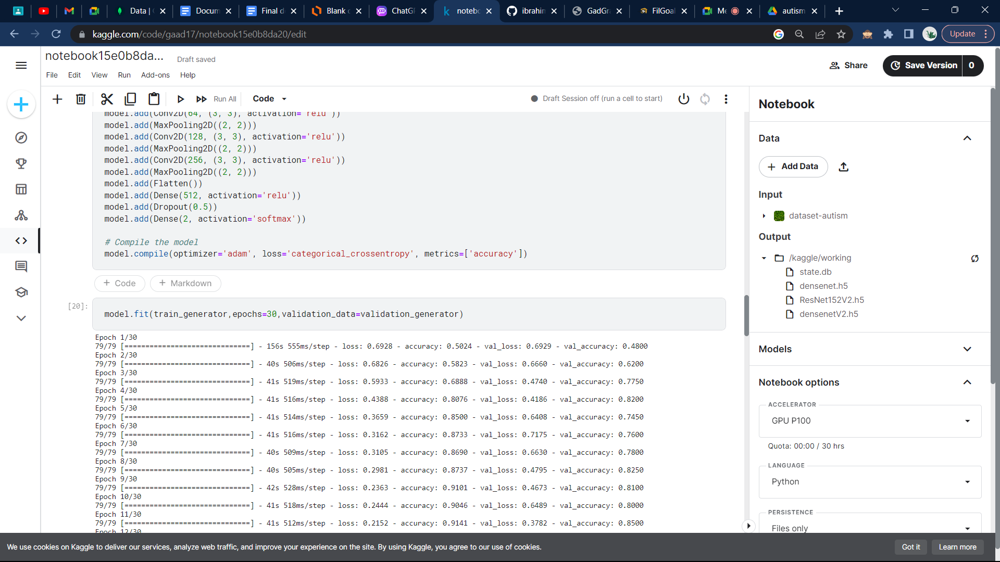 Data |
Docum
Final d
Blank c
ChatG
notebo
ibrahim
GadGr
FilGoal
Me
autism
kaggle.com/code/gaad17/notebook15e0b8da20/edit
Update
notebook15e0b8da...
Draft saved
File Edit View Run Add-ons Help
Share
Save Version 0
Run All
Code
Draft Session off (run a cell to start)
model.add(Conv2D(64, (3, 3), activation='relu'))
model.add(MaxPooling2D((2, 2)))
model.add(Conv2D(128, (3, 3), activation='relu'))
model.add(MaxPooling2D((2, 2)))
model.add(Conv2D(256, (3, 3), activation='relu'))
model.add(MaxPooling2D((2, 2)))
model.add(Flatten())
model.add(Dense(512, activation='relu'))
model.add(Dropout(0.5))
model.add(Dense(2, activation='softmax'))
# Compile the model
model.compile(optimizer='adam', loss='categorical_crossentropy', metrics=['accuracy'])
+ Code + Markdown
[20]:
model.fit(train_generator,epochs=30,validation_data=validation_generator)
Epoch 1/30
79/79 [==============================] - 156s 555ms/step - loss: 0.6928 - accuracy: 0.5024 - val_loss: 0.6929 - val_accuracy: 0.4800
Epoch 2/30
79/79 [==============================] - 40s 506ms/step - loss: 0.6826 - accuracy: 0.5823 - val_loss: 0.6660 - val_accuracy: 0.6200
Epoch 3/30
79/79 [==============================] - 41s 519ms/step - loss: 0.5933 - accuracy: 0.6888 - val_loss: 0.4740 - val_accuracy: 0.7750
Epoch 4/30
79/79 [==============================] - 41s 516ms/step - loss: 0.4388 - accuracy: 0.8076 - val_loss: 0.4186 - val_accuracy: 0.8200
Epoch 5/30
79/79 [==============================] - 41s 514ms/step - loss: 0.3659 - accuracy: 0.8500 - val_loss: 0.6408 - val_accuracy: 0.7450
Epoch 6/30
79/79 [==============================] - 41s 516ms/step - loss: 0.3162 - accuracy: 0.8733 - val_loss: 0.7175 - val_accuracy: 0.7600
Epoch 7/30
79/79 [==============================] - 40s 509ms/step - loss: 0.3105 - accuracy: 0.8690 - val_loss: 0.6630 - val_accuracy: 0.7800
Epoch 8/30
79/79 [==============================] - 40s 505ms/step - loss: 0.2981 - accuracy: 0.8737 - val_loss: 0.4795 - val_accuracy: 0.8250
Epoch 9/30
79/79 [==============================] - 42s 528ms/step - loss: 0.2363 - accuracy: 0.9101 - val_loss: 0.4673 - val_accuracy: 0.8100
Epoch 10/30
79/79 [==============================] - 41s 518ms/step - loss: 0.2444 - accuracy: 0.9046 - val_loss: 0.6489 - val_accuracy: 0.8000
Epoch 11/30
79/79 [==============================] - 41s 512ms/step - loss: 0.2152 - accuracy: 0.9141 - val_loss: 0.3782 - val_accuracy: 0.8500
Epoch 12/30
Notebook
Data
+ Add Data
Input
dataset-autism
Output
/kaggle/working
state.db
densenet.h5
ResNet152V2.h5
densenetV2.h5
Models
Notebook options
ACCELERATOR
GPU P100
Quota: 00:00 / 30 hrs
LANGUAGE
Python
PERSISTENCE
Files only
We use cookies on Kaggle to deliver our services, analyze web traffic, and improve your experience on the site. By using Kaggle, you agree to our use of cookies.
Got it
Learn more